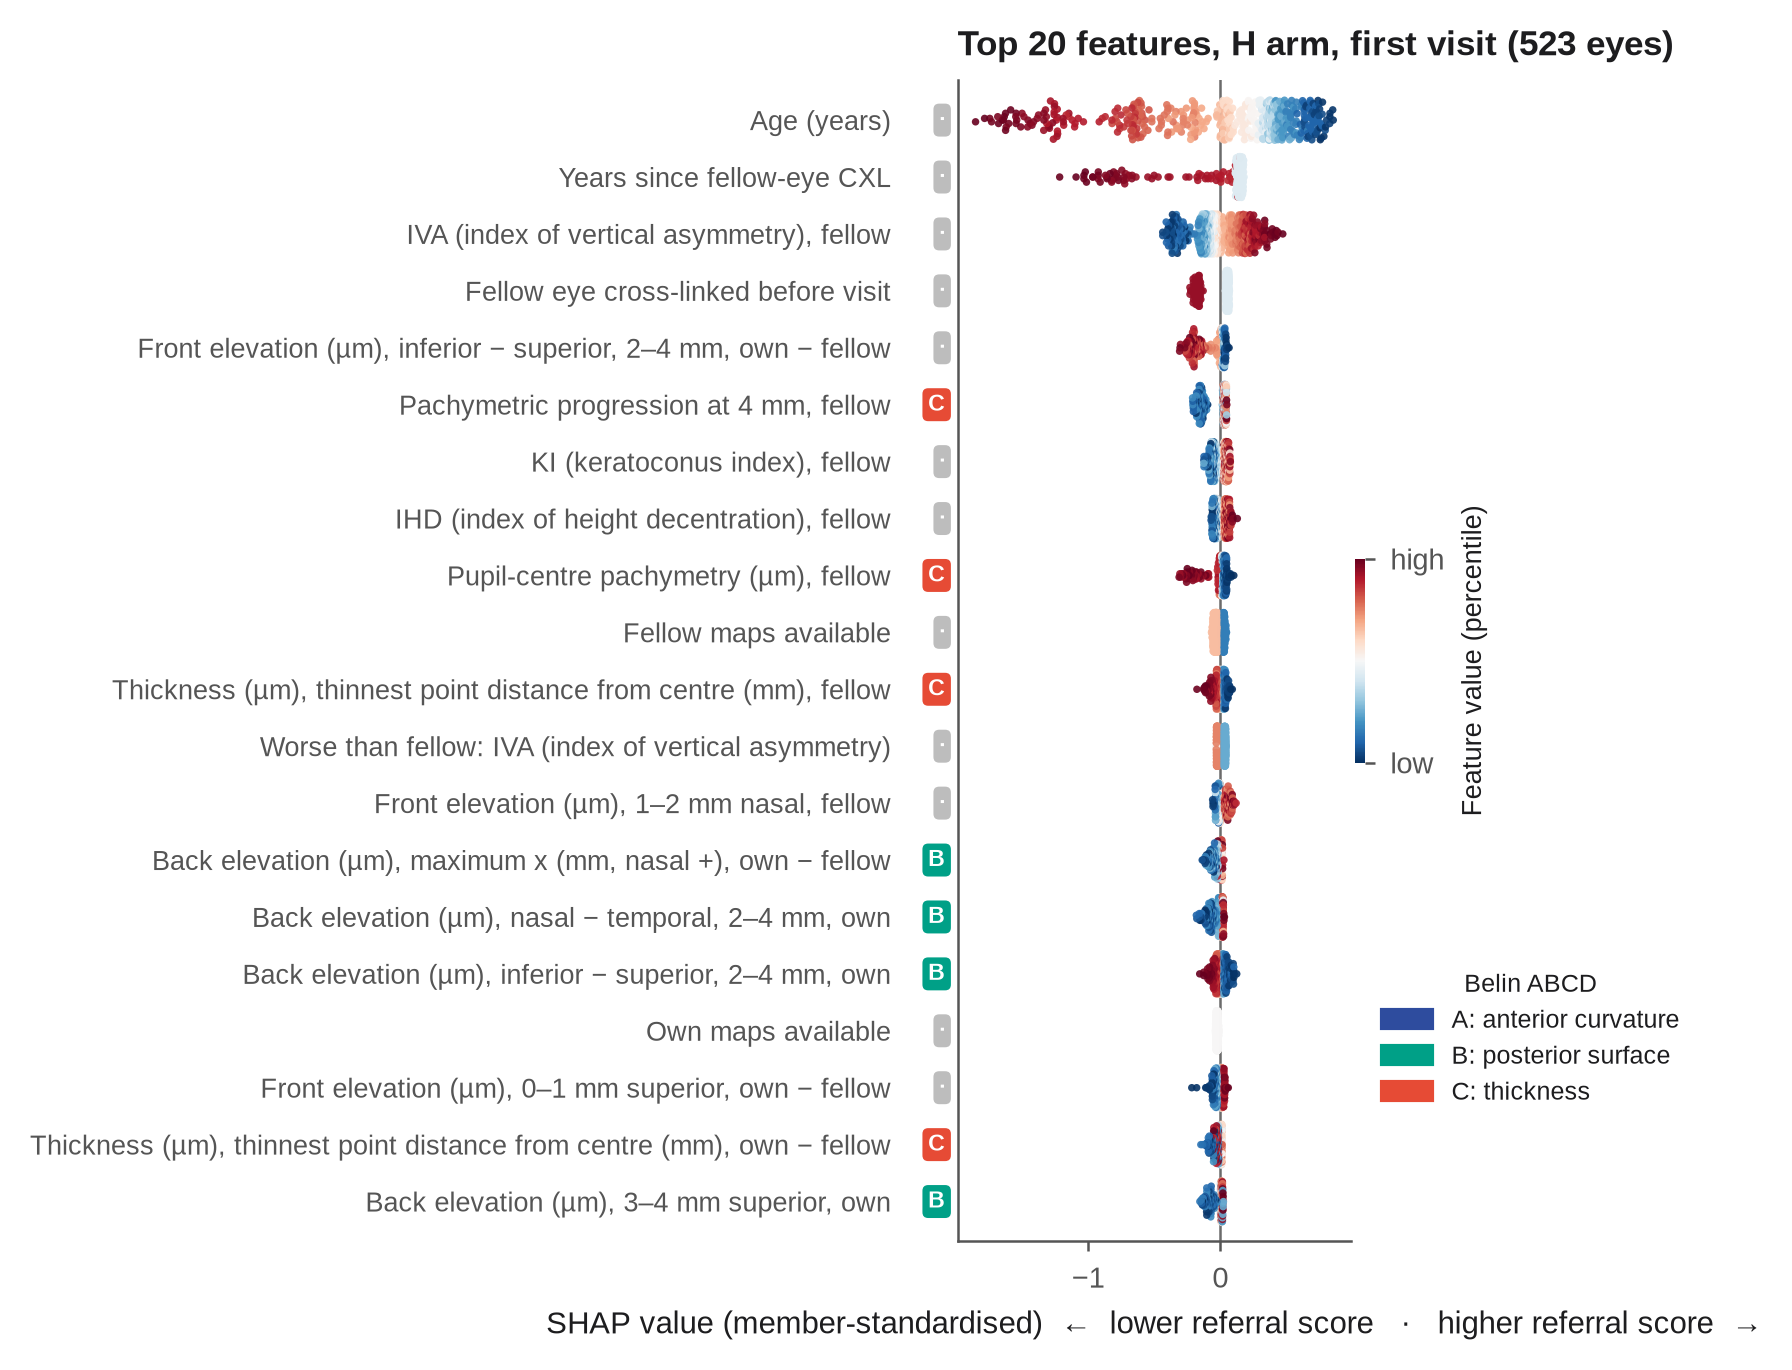 Top 20 features, H arm, first visit (523 eyes)
Age (years) ·
Years since fellow-eye CXL ·
IVA (index of vertical asymmetry), fellow ·
Fellow eye cross-linked before visit ·
Front elevation (µm), inferior − superior, 2–4 mm, own − fellow ·
Pachymetric progression at 4 mm, fellow C
KI (keratoconus index), fellow ·
IHD (index of height decentration), fellow ·
Pupil-centre pachymetry (µm), fellow C
Fellow maps available ·
Thickness (µm), thinnest point distance from centre (mm), fellow C
Worse than fellow: IVA (index of vertical asymmetry) ·
Front elevation (µm), 1–2 mm nasal, fellow ·
Back elevation (µm), maximum x (mm, nasal +), own − fellow B
Back elevation (µm), nasal − temporal, 2–4 mm, own B
Back elevation (µm), inferior − superior, 2–4 mm, own B
Own maps available ·
Front elevation (µm), 0–1 mm superior, own − fellow ·
Thickness (µm), thinnest point distance from centre (mm), own − fellow C
Back elevation (µm), 3–4 mm superior, own B
−1 0
SHAP value (member-standardised) ← lower referral score · higher referral score →
high
low
Feature value (percentile)
Belin ABCD
A: anterior curvature
B: posterior surface
C: thickness